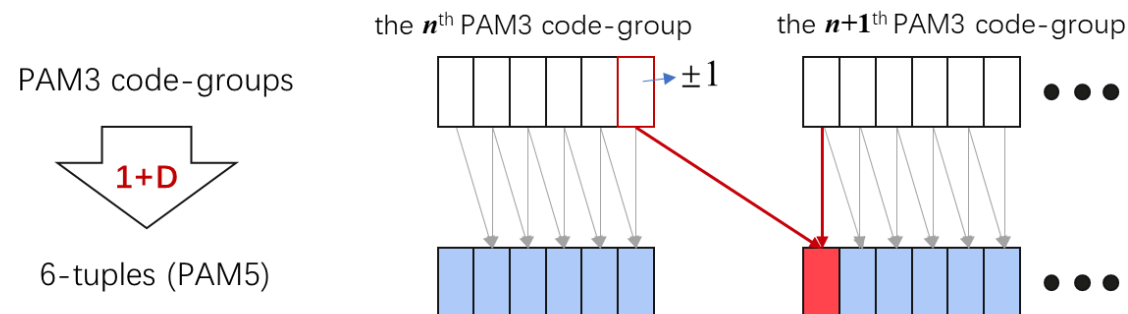 the nᵗʰ PAM3 code-group
the n+1ᵗʰ PAM3 code-group
PAM3 code-groups
±1
1+D
6-tuples (PAM5)